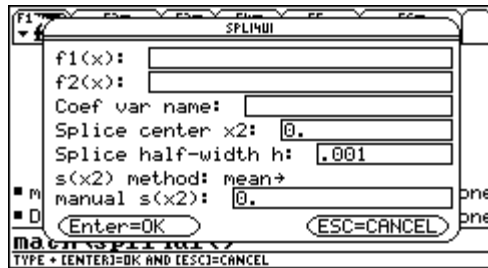 SPLI4UI
f1(x):
f2(x):
Coef var name:
Splice center x2: 0.
Splice half-width h: .001
s(x2) method: mean→
manual s(x2): 0.
Enter=OK ESC=CANCEL
TYPE + [ENTER]=OK AND [ESC]=CANCEL